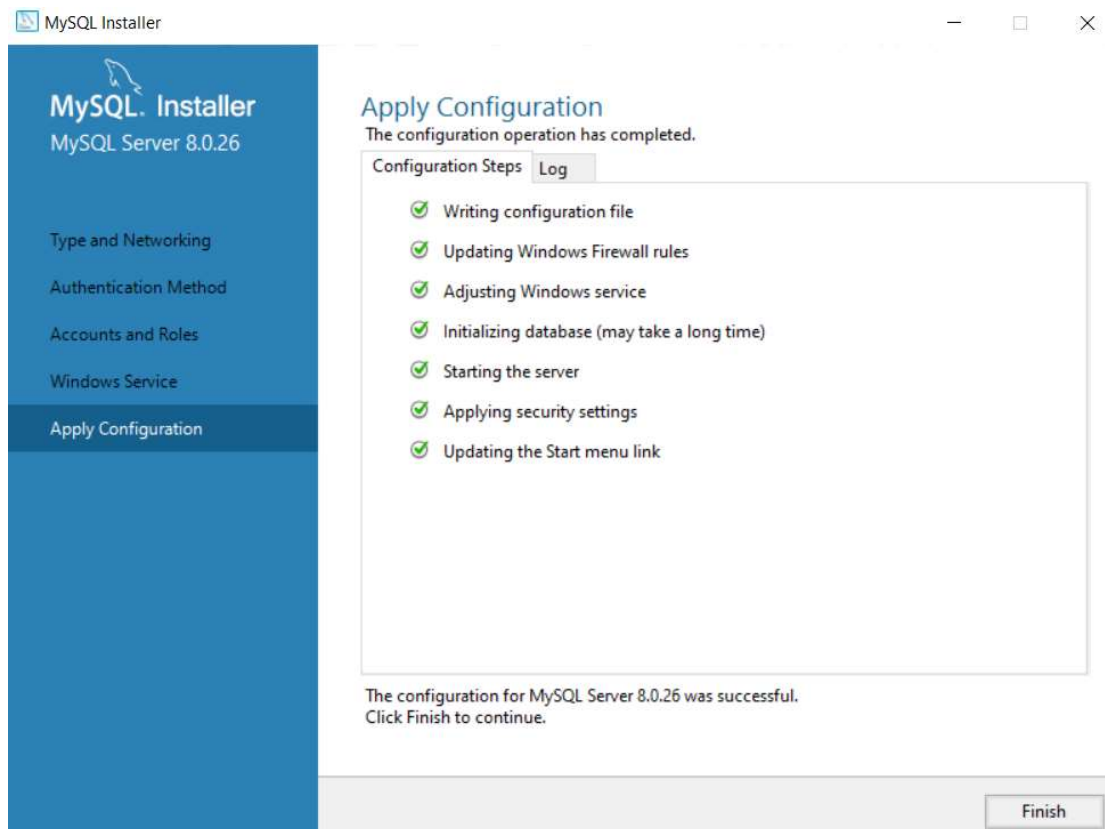 MySQL Installer
MySQL. Installer
MySQL Server 8.0.26
Type and Networking
Authentication Method
Accounts and Roles
Windows Service
Apply Configuration
Apply Configuration
The configuration operation has completed.
Configuration Steps
Log
Writing configuration file
Updating Windows Firewall rules
Adjusting Windows service
Initializing database (may take a long time)
Starting the server
Applying security settings
Updating the Start menu link
The configuration for MySQL Server 8.0.26 was successful.
Click Finish to continue.
Finish